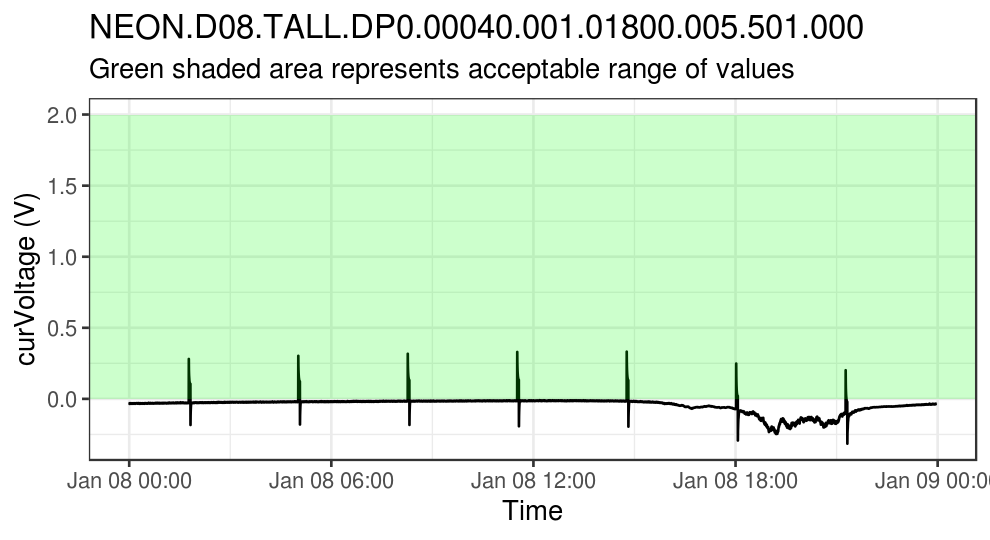 NEON.D08.TALL.DP0.00040.001.01800.005.501.000
Green shaded area represents acceptable range of values
curVoltage (V)
2.0
1.5
1.0
0.5
0.0
Jan 08 00:00
Jan 08 06:00
Jan 08 12:00
Jan 08 18:00
Jan 09 00:00
Time